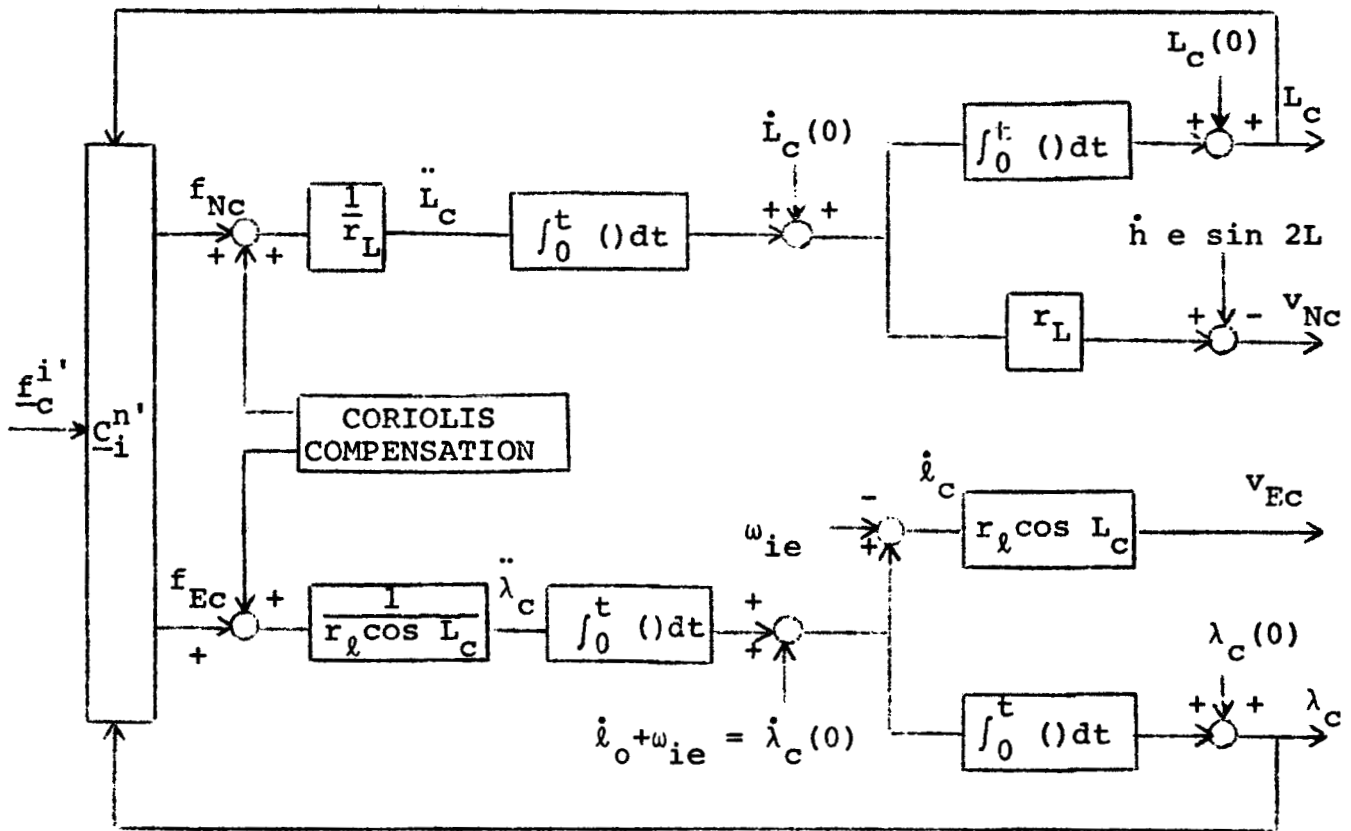 L_c(0)
L_c
L̇_c(0)
∫_0^t ()dt
f_Nc
1/r_L
L̈_c
∫_0^t ()dt
ḣ e sin 2L
r_L
v_Nc
f_c^i'
C_i^n'
CORIOLIS
COMPENSATION
ℓ̇_c
v_Ec
ω_ie
r_ℓ cos L_c
f_Ec
1/(r_ℓ cos L_c)
λ̈_c
∫_0^t ()dt
λ_c(0)
λ_c
ℓ̇_o+ω_ie = λ̇_c(0)
∫_0^t ()dt